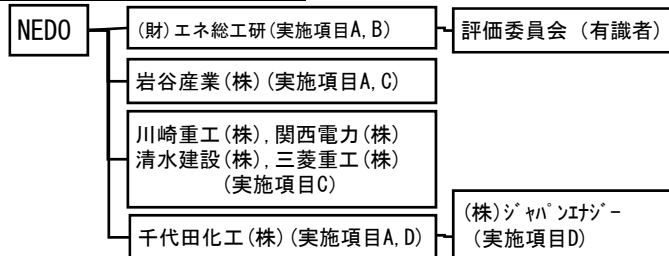 NEDO
(財)エネ総工研(実施項目A,B)
評価委員会（有識者）
岩谷産業(株)(実施項目A,C)
川崎重工(株),関西電力(株)
清水建設(株),三菱重工(株)
(実施項目C)
千代田化工(株)(実施項目A,D)
(株)ｼﾞｬﾊﾟﾝｴﾅｼﾞｰ
(実施項目D)